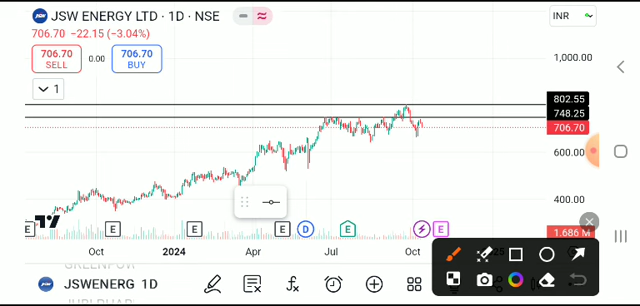 JSW ENERGY LTD · 1D · NSE
INR
706.70 −22.15 (−3.04%)
706.70 0.00 706.70
SELL BUY
1
1,000.00
802.55
748.25
706.70
600.00
400.00
1.686 M
E E E E D E E
Oct 2024 Apr Jul Oct
JSWENERG 1D